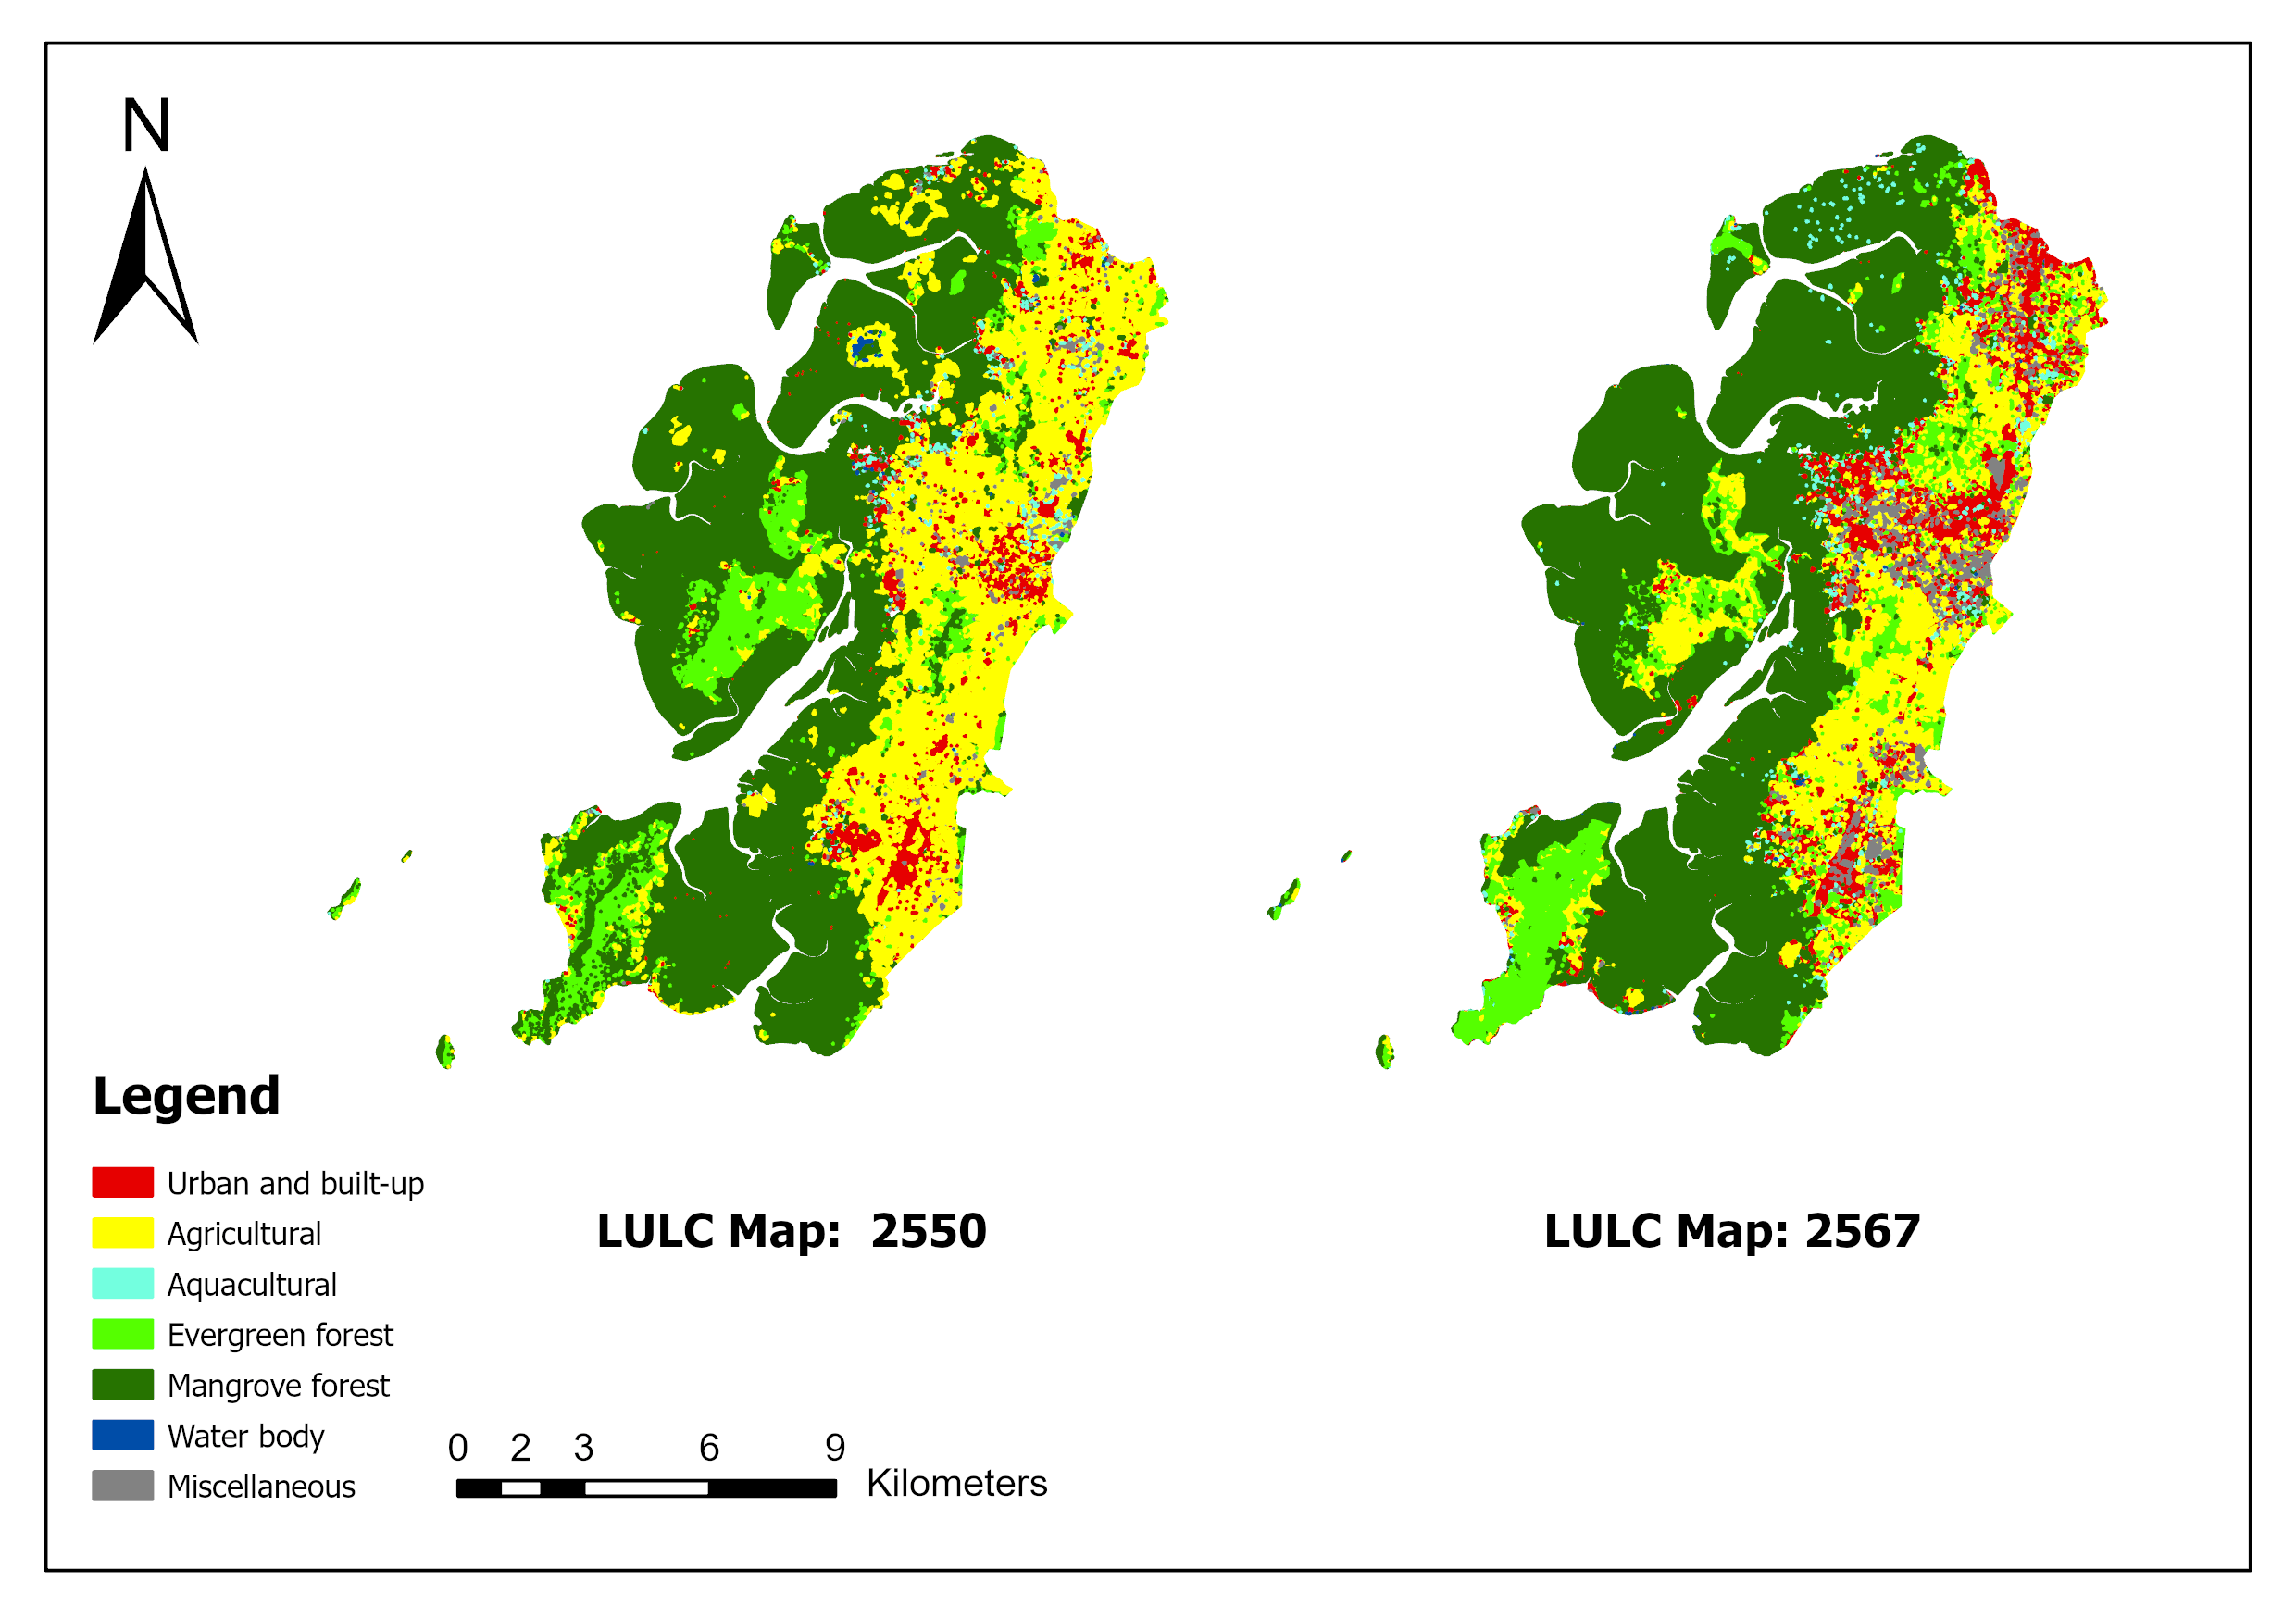 N
Legend
Urban and built-up
Agricultural
Aquacultural
Evergreen forest
Mangrove forest
Water body
Miscellaneous
LULC Map:  2550
LULC Map: 2567
0 2 3 6 9
Kilometers